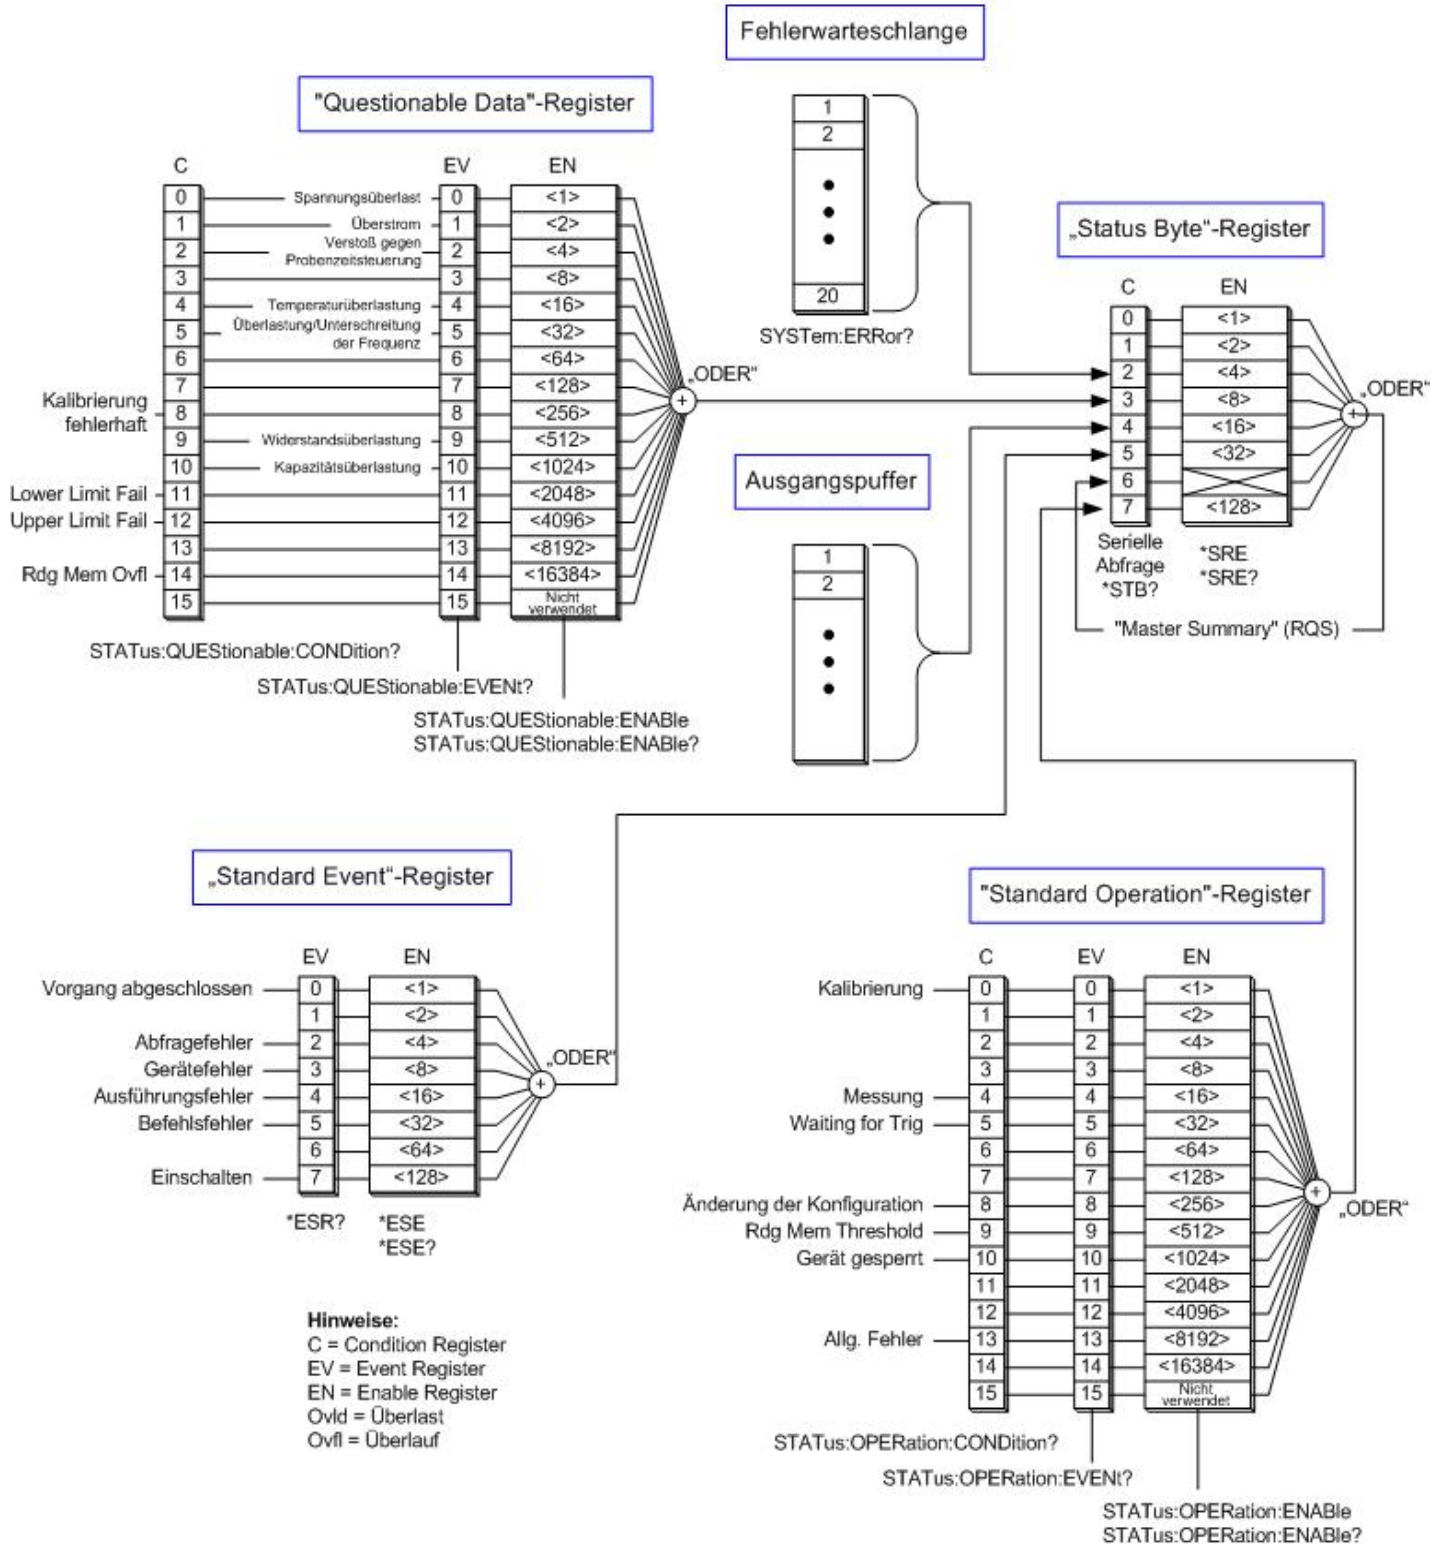 Fehlerwarteschlange
1
2
20
SYSTem:ERRor?
"Questionable Data"-Register
C EV EN
0 Spannungsüberlast 0 <1>
1 Überstrom 1 <2>
2 Verstoß gegen 2 <4>
Probenzeitsteuerung
3 3 <8>
4 Temperaturüberlastung 4 <16>
5 Überlastung/Unterschreitung 5 <32>
der Frequenz
6 6 <64>
7 7 <128>
Kalibrierung
fehlerhaft
8 8 <256>
9 Widerstandsüberlastung 9 <512>
10 Kapazitätsüberlastung 10 <1024>
Lower Limit Fail 11 11 <2048>
Upper Limit Fail 12 12 <4096>
13 13 <8192>
Rdg Mem Ovfl 14 14 <16384>
15 15 Nicht
verwendet
„ODER"
STATus:QUEStionable:CONDition?
STATus:QUEStionable:EVENt?
STATus:QUEStionable:ENABle
STATus:QUEStionable:ENABle?
Ausgangspuffer
1
2
„Status Byte“-Register
C EN
0 <1>
1 <2>
2 <4>
3 <8>
4 <16>
5 <32>
6
7 <128>
+
„ODER"
+
Serielle
Abfrage
*STB?
*SRE
*SRE?
"Master Summary" (RQS)
„Standard Event“-Register
EV EN
Vorgang abgeschlossen 0 <1>
1 <2>
Abfragefehler 2 <4>
Gerätefehler 3 <8>
Ausführungsfehler 4 <16>
Befehlsfehler 5 <32>
6 <64>
Einschalten 7 <128>
+
„ODER"
*ESR?
*ESE
*ESE?
Hinweise:
C = Condition Register
EV = Event Register
EN = Enable Register
Ovld = Überlast
Ovfl = Überlauf
"Standard Operation"-Register
C EV EN
Kalibrierung 0 0 <1>
1 1 <2>
2 2 <4>
3 3 <8>
Messung 4 4 <16>
Waiting for Trig 5 5 <32>
6 6 <64>
7 7 <128>
Änderung der Konfiguration 8 8 <256>
Rdg Mem Threshold 9 9 <512>
Gerät gesperrt 10 10 <1024>
11 11 <2048>
12 12 <4096>
Allg. Fehler 13 13 <8192>
14 14 <16384>
15 15 Nicht
verwendet
+
„ODER“
STATus:OPERation:CONDition?
STATus:OPERation:EVENt?
STATus:OPERation:ENABle
STATus:OPERation:ENABle?